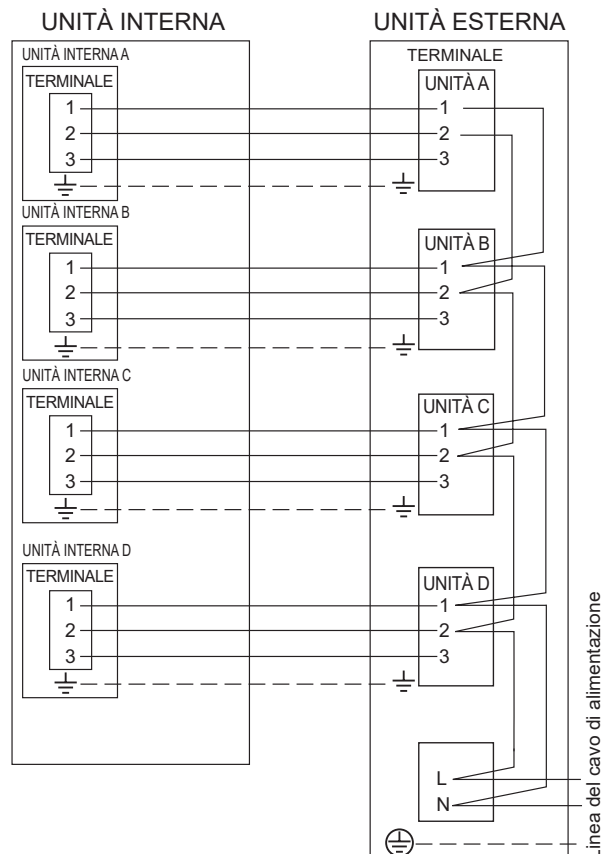 UNITÀ INTERNA
UNITÀ ESTERNA
UNITÀ INTERNA A
TERMINALE
1
2
3
TERMINALE
UNITÀ A
1
2
3
UNITÀ INTERNA B
TERMINALE
1
2
3
UNITÀ B
1
2
3
UNITÀ INTERNA C
TERMINALE
1
2
3
UNITÀ C
1
2
3
UNITÀ INTERNA D
TERMINALE
1
2
3
UNITÀ D
1
2
3
L
N
Linea del cavo di alimentazione